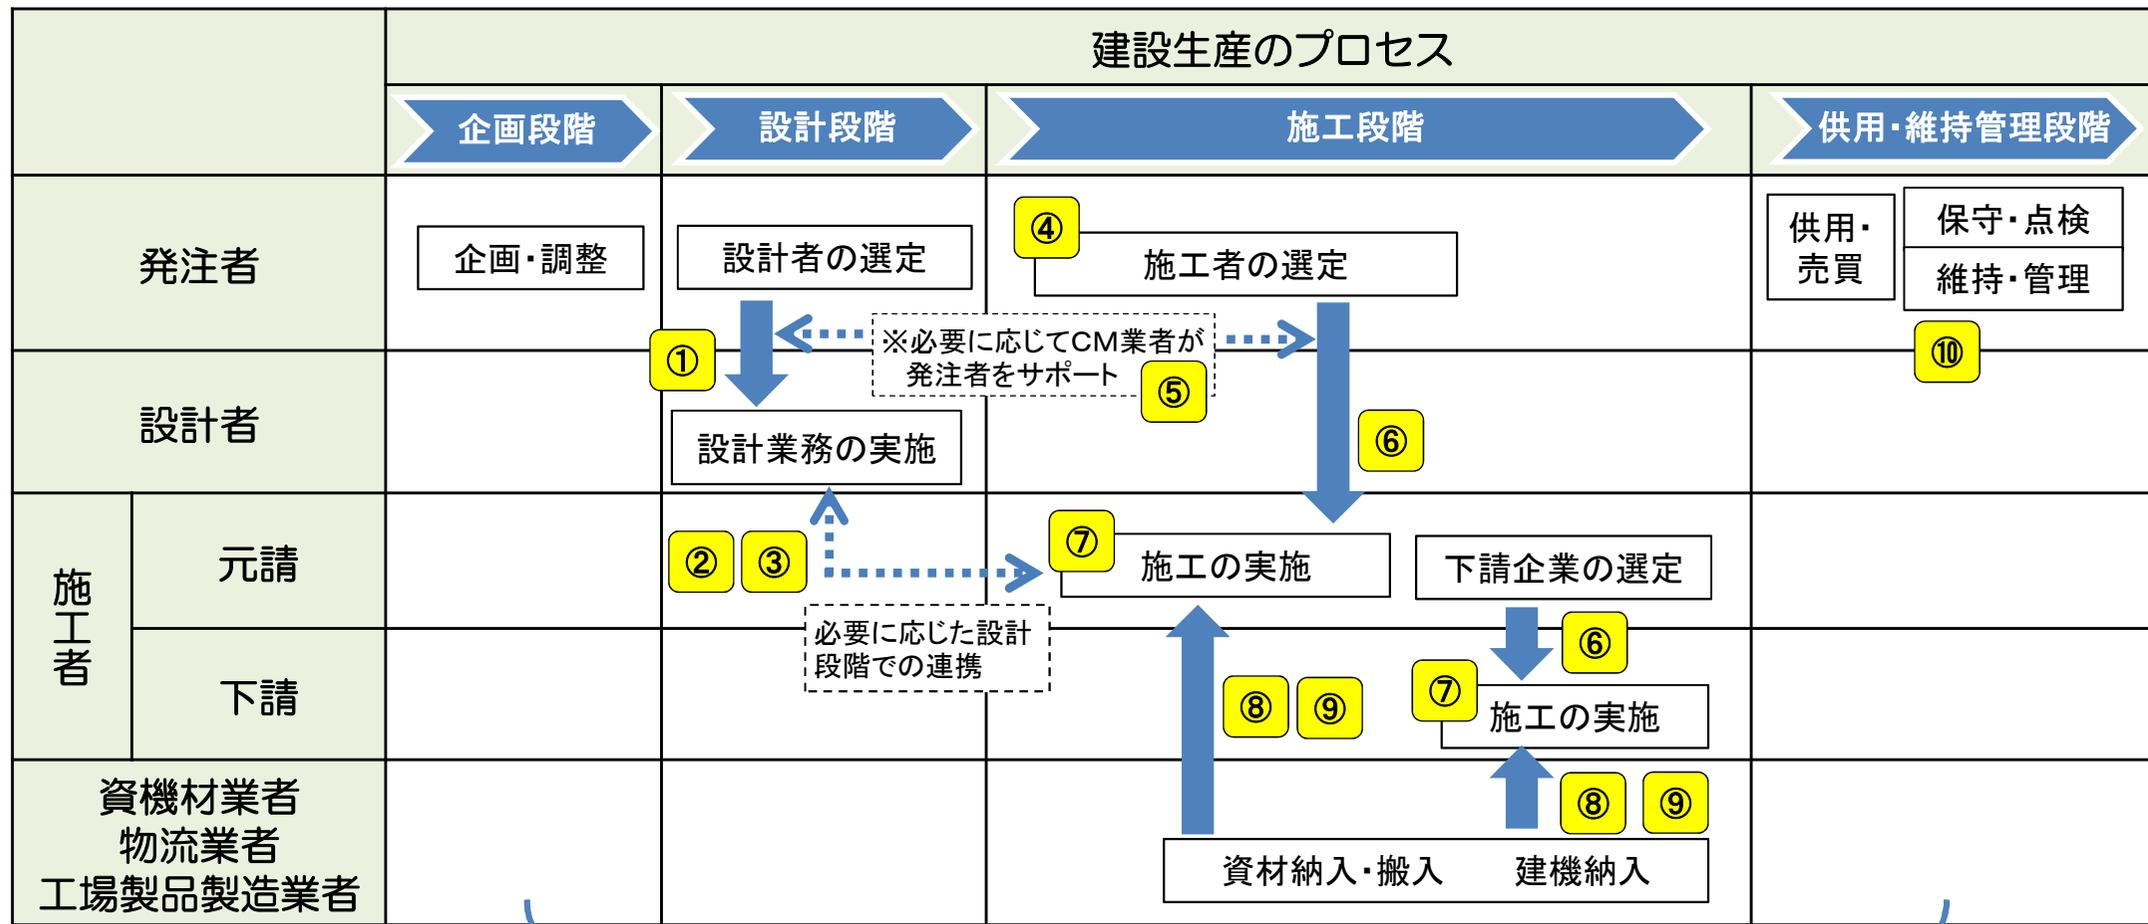 建設生産のプロセス
企画段階
設計段階
施工段階
供用・維持管理段階
発注者
企画・調整
設計者の選定
④
施工者の選定
供用・
売買
保守・点検
維持・管理
※必要に応じてCM業者が
発注者をサポート
①
⑤
⑩
設計者
設計業務の実施
⑥
施工者
元請
②
③
⑦
施工の実施
下請企業の選定
必要に応じた設計
段階での連携
⑥
下請
⑧
⑨
⑦
施工の実施
資機材業者
物流業者
工場製品製造業者
⑧
⑨
資材納入・搬入
建機納入